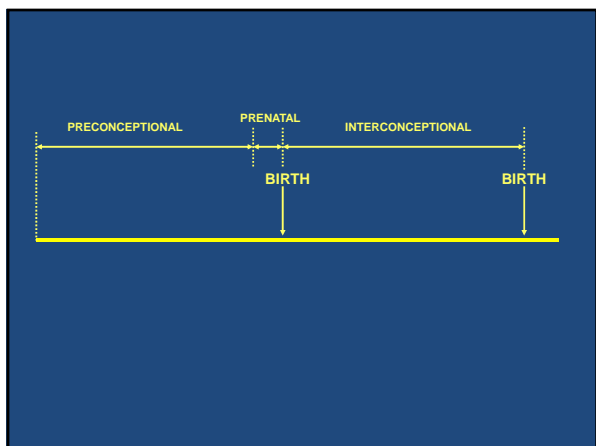 PRENATAL
PRECONCEPTIONAL
INTERCONCEPTIONAL
BIRTH
BIRTH